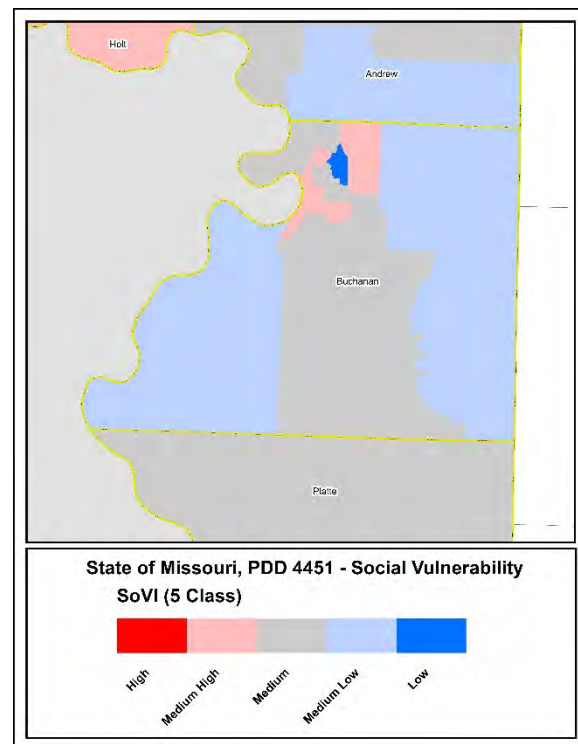 Holt
Andrew
Buchanan
Platte
State of Missouri, PDD 4451 - Social Vulnerability
SoVI (5 Class)
High
Medium High
Medium
Medium Low
Low